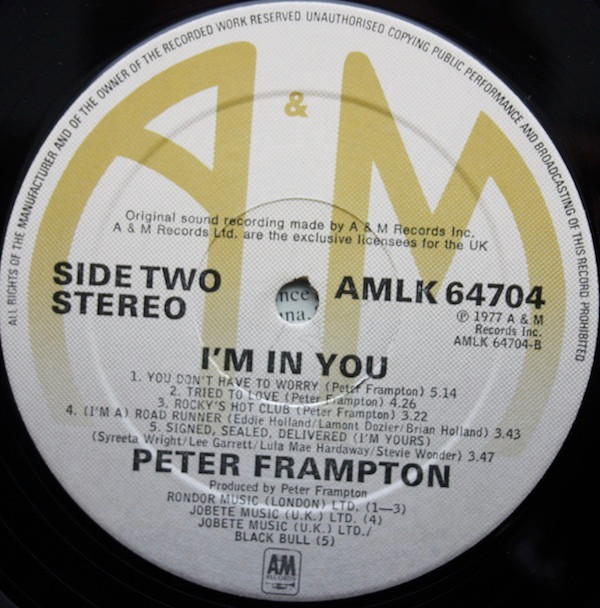 ALL RIGHTS OF THE MANUFACTURER AND OF THE OWNER OF THE RECORDED WORK RESERVED UNAUTHORISED COPYING PUBLIC PERFORMANCE AND BROADCASTING OF THIS RECORD PROHIBITED
A & M
Original sound recording made by A & M Records Inc.
A & M Records Ltd. are the exclusive licensees for the UK
SIDE TWO
STEREO
nce
una.
AMLK 64704
℗ 1977 A & M
Records Inc.
AMLK 64704-B
I'M IN YOU
1. YOU DON'T HAVE TO WORRY (Peter Frampton) 5.14
2. TRIED TO LOVE (Peter Frampton) 4.26
3. ROCKY'S HOT CLUB (Peter Frampton) 3.22
4. (I'M A) ROAD RUNNER (Eddie Holland/Lamont Dozier/Brian Holland) 3.43
5. SIGNED, SEALED, DELIVERED (I'M YOURS)
(Syreeta Wright/Lee Garrett/Lula Mae Hardaway/Stevie Wonder) 3.47
PETER FRAMPTON
Produced by Peter Frampton
RONDOR MUSIC (LONDON) LTD. (1—3)
JOBETE MUSIC (U.K.) LTD. (4)
JOBETE MUSIC (U.K.) LTD./
BLACK BULL (5)
AM
RECORDS